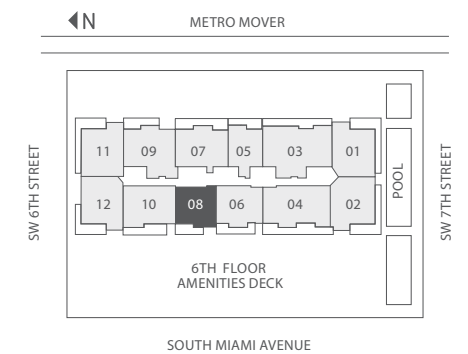 N
METRO MOVER
11 09 07 05 03 01
12 10 08 06 04 02
SW 6TH STREET
POOL
SW 7TH STREET
6TH FLOOR
AMENITIES DECK
SOUTH MIAMI AVENUE